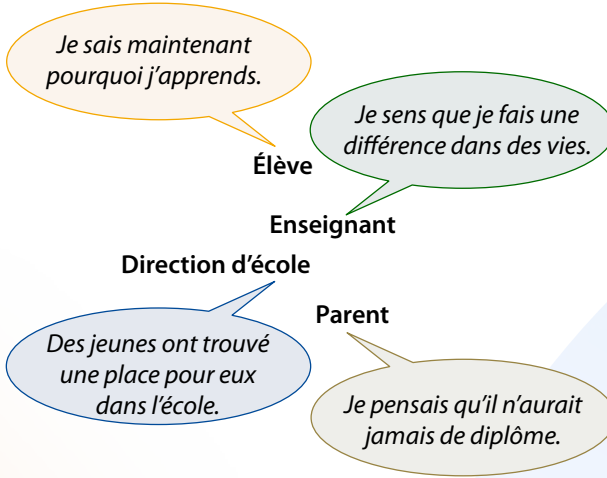 Je sais maintenant
pourquoi j’apprends.
Élève
Je sens que je fais une
différence dans des vies.
Enseignant
Direction d’école
Des jeunes ont trouvé
une place pour eux
dans l’école.
Parent
Je pensais qu’il n’aurait
jamais de diplôme.